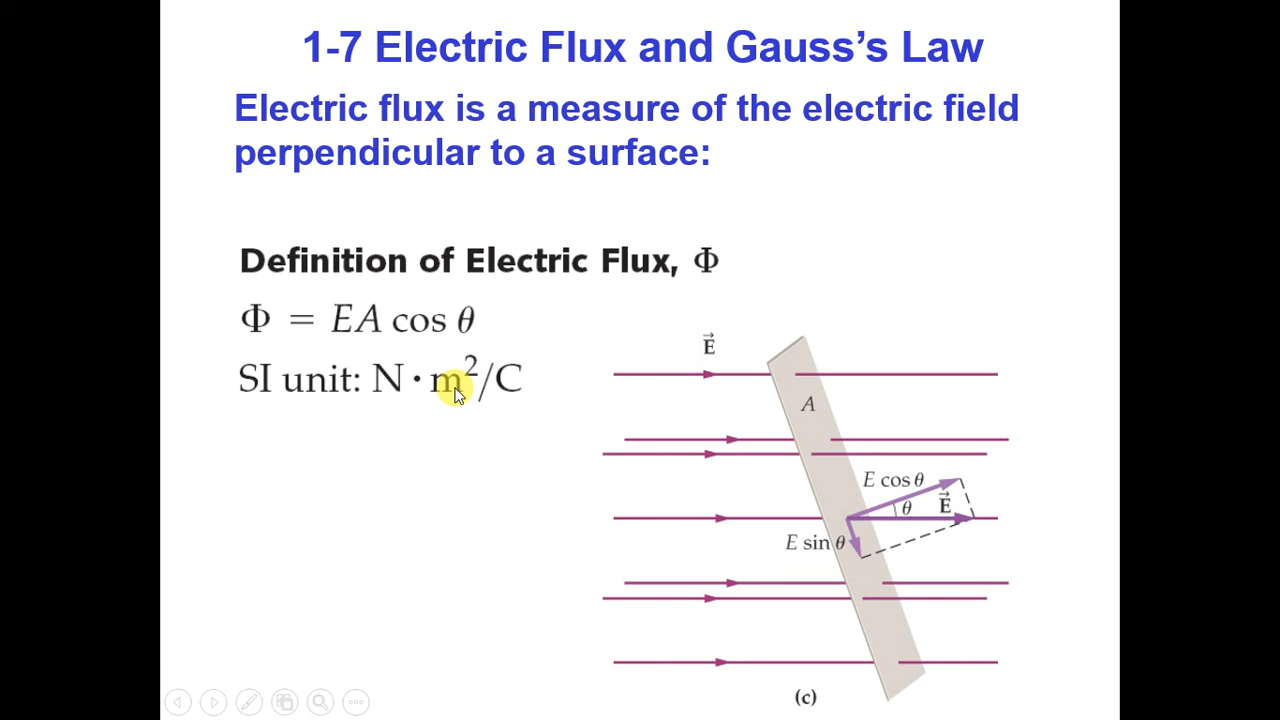 1-7 Electric Flux and Gauss's Law
Electric flux is a measure of the electric field
perpendicular to a surface:
Definition of Electric Flux, Φ
Φ = EA cos θ
SI unit: N · m²/C
E⃗
A
E cos θ
θ
E⃗
E sin θ
(c)